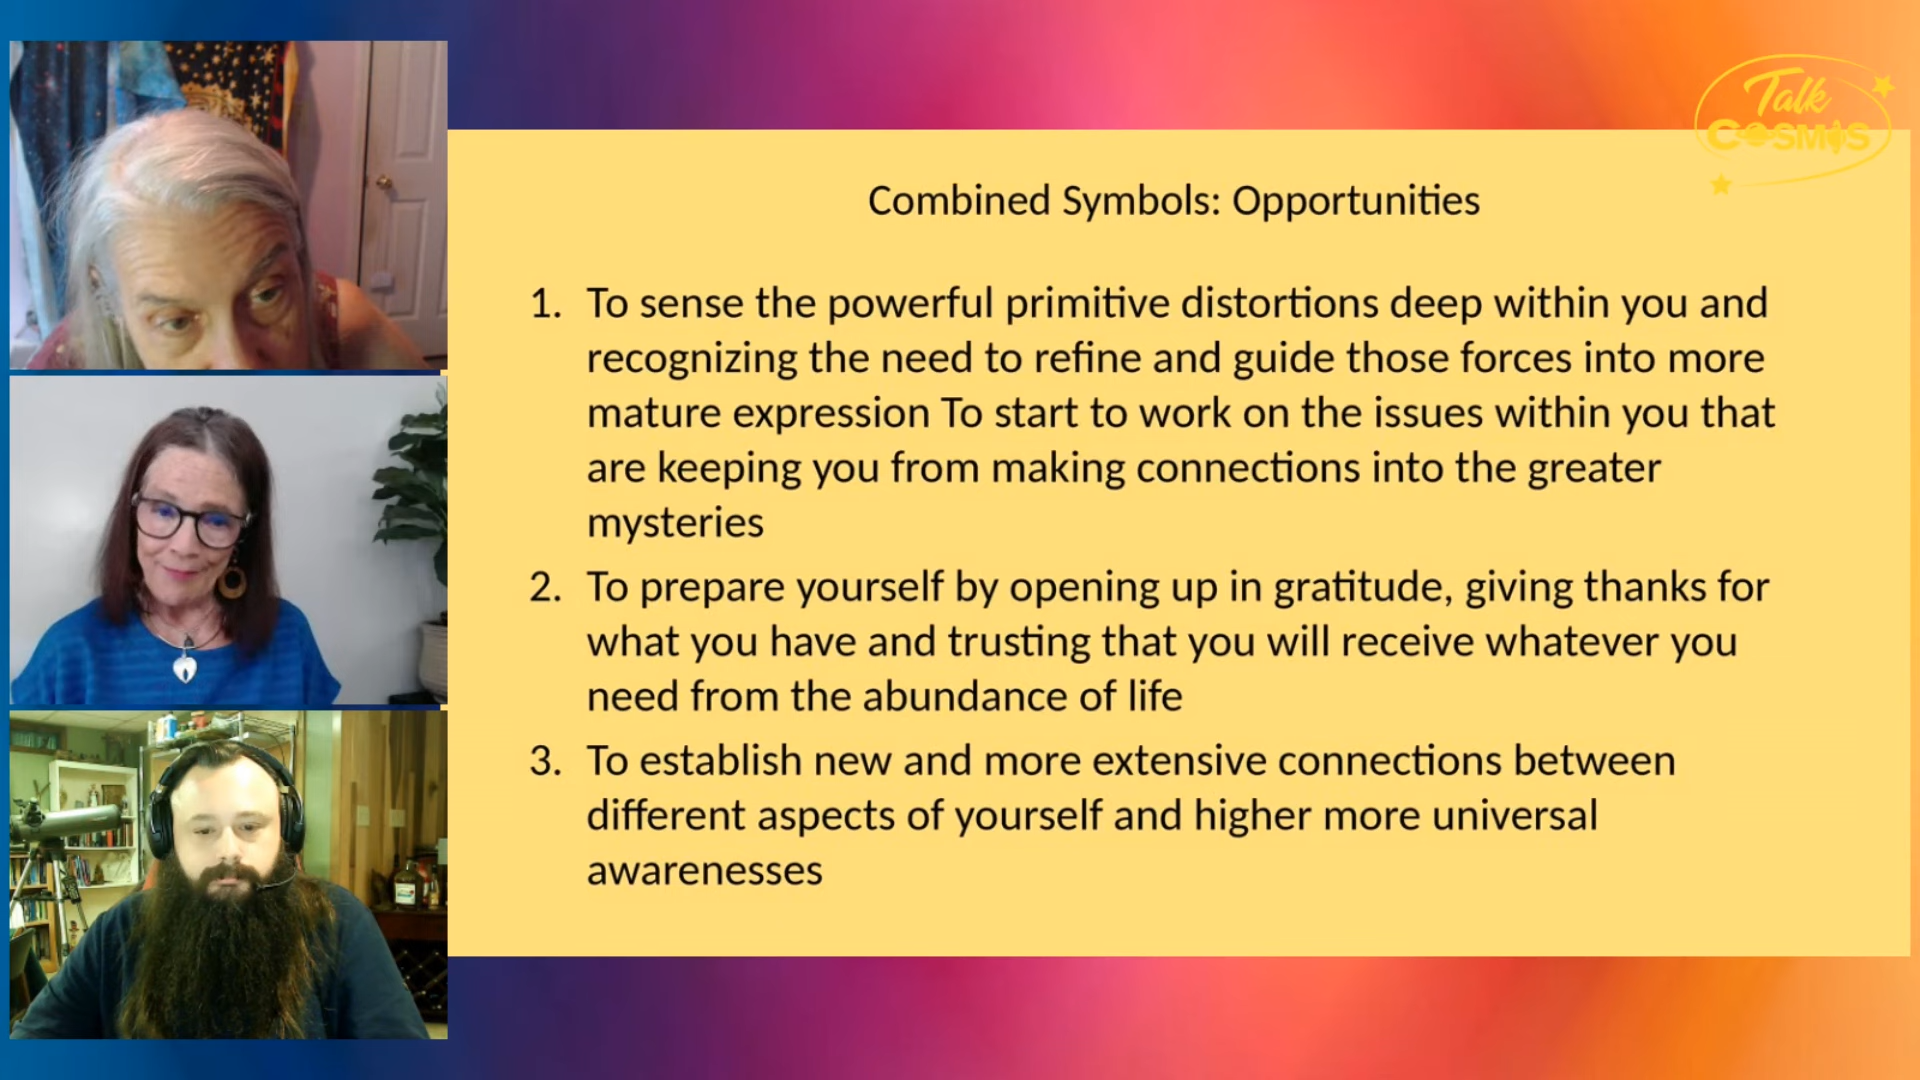 Talk
COSMOS
Combined Symbols: Opportunities
1. To sense the powerful primitive distortions deep within you and
recognizing the need to refine and guide those forces into more
mature expression To start to work on the issues within you that
are keeping you from making connections into the greater
mysteries
2. To prepare yourself by opening up in gratitude, giving thanks for
what you have and trusting that you will receive whatever you
need from the abundance of life
3. To establish new and more extensive connections between
different aspects of yourself and higher more universal
awarenesses